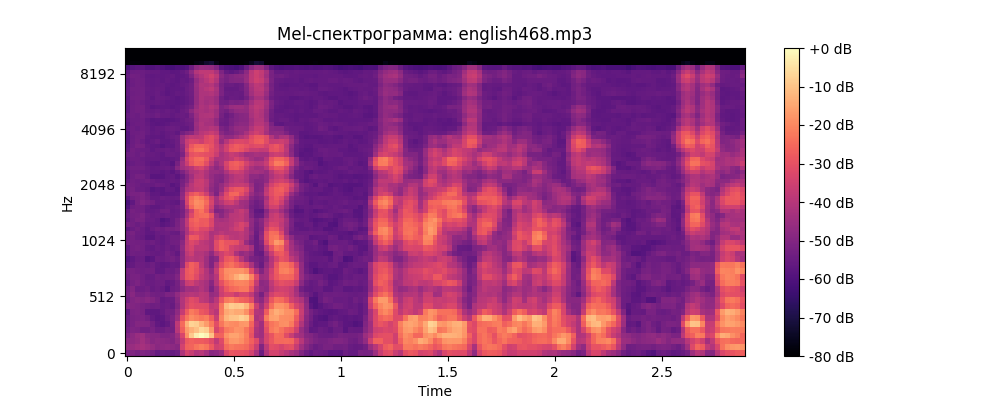 Mel-спектрограмма: english468.mp3
8192
4096
2048
1024
512
0
Hz
0
0.5
1
1.5
2
2.5
Time
+0 dB
-10 dB
-20 dB
-30 dB
-40 dB
-50 dB
-60 dB
-70 dB
-80 dB